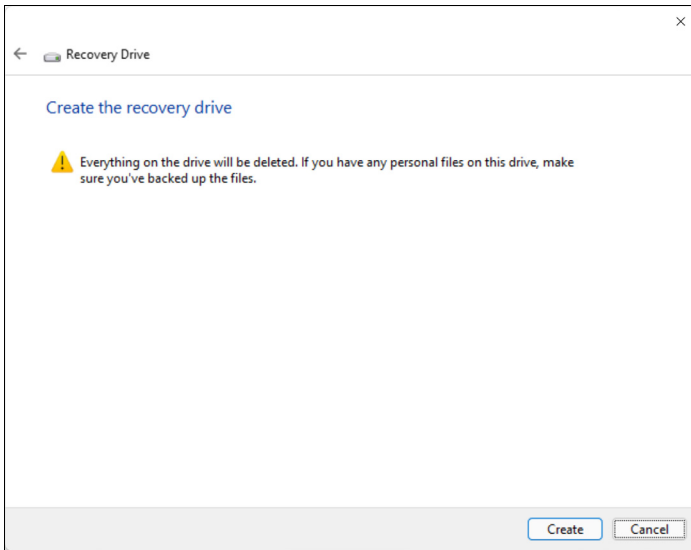 Recovery Drive
Create the recovery drive
Everything on the drive will be deleted. If you have any personal files on this drive, make
sure you've backed up the files.
Create
Cancel